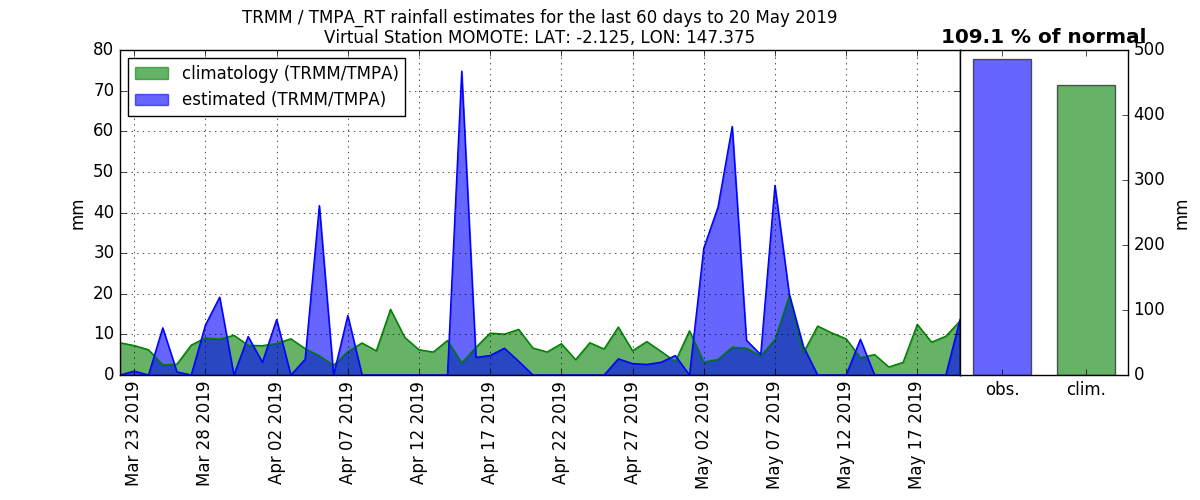 TRMM / TMPA_RT rainfall estimates for the last 60 days to 20 May 2019
Virtual Station MOMOTE: LAT: -2.125, LON: 147.375
109.1 % of normal
climatology (TRMM/TMPA)
estimated (TRMM/TMPA)
80
70
60
50
40
30
20
10
0
mm
500
400
300
200
100
0
mm
Mar 23 2019
Mar 28 2019
Apr 02 2019
Apr 07 2019
Apr 12 2019
Apr 17 2019
Apr 22 2019
Apr 27 2019
May 02 2019
May 07 2019
May 12 2019
May 17 2019
obs.
clim.